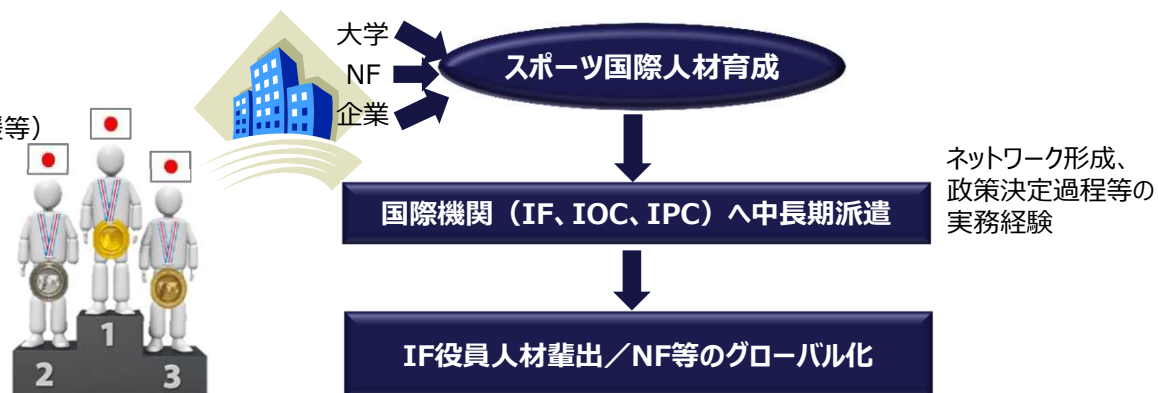 大学
NF
企業
スポーツ国際人材育成
等）
国際機関（IF、IOC、IPC）へ中長期派遣
ネットワーク形成、
政策決定過程等の
実務経験
IF役員人材輩出／NF等のグローバル化
1
2
3